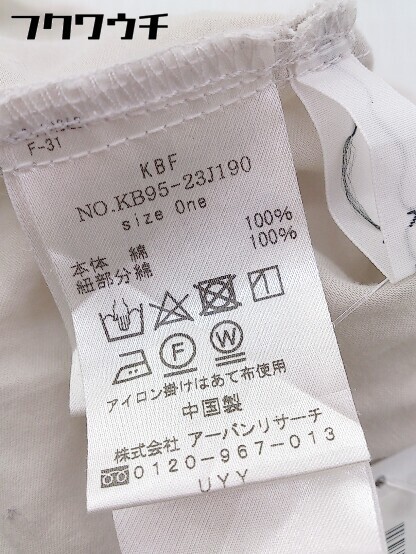 フクワウチ
F-31
KBF
NO.KB95-23J190
size One
本体 綿 100%
紐部分綿 100%
F W
アイロン掛けはあて布使用
中国製
株式会社 アーバンリサーチ
0120-967-013
UYY